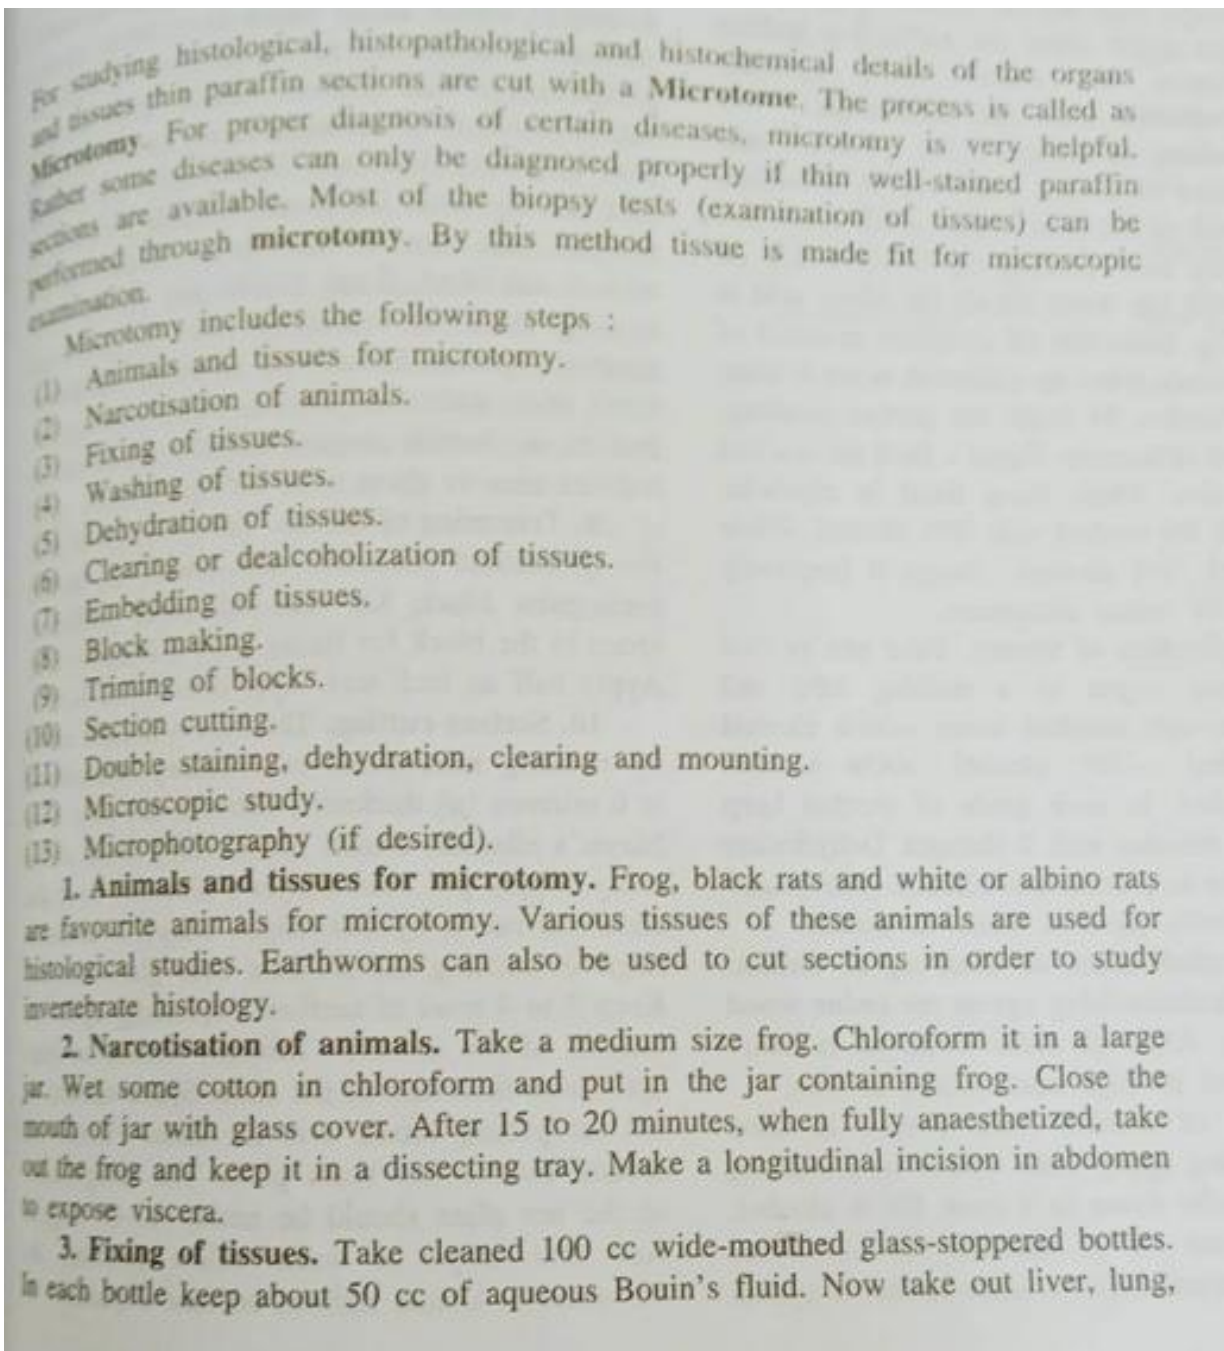 For studying histological, histopathological and histochemical details of the organs
and tissues thin paraffin sections are cut with a Microtome. The process is called as
Microtomy. For proper diagnosis of certain diseases, microtomy is very helpful.
Rather some diseases can only be diagnosed properly if thin well-stained paraffin
sections are available. Most of the biopsy tests (examination of tissues) can be
performed through microtomy. By this method tissue is made fit for microscopic
examination.
Microtomy includes the following steps :
(1) Animals and tissues for microtomy.
(2) Narcotisation of animals.
(3) Fixing of tissues.
(4) Washing of tissues.
(5) Dehydration of tissues.
(6) Clearing or dealcoholization of tissues.
(7) Embedding of tissues.
(8) Block making.
(9) Triming of blocks.
(10) Section cutting.
(11) Double staining, dehydration, clearing and mounting.
(12) Microscopic study.
(13) Microphotography (if desired).
1. Animals and tissues for microtomy. Frog, black rats and white or albino rats
are favourite animals for microtomy. Various tissues of these animals are used for
histological studies. Earthworms can also be used to cut sections in order to study
invertebrate histology.
2. Narcotisation of animals. Take a medium size frog. Chloroform it in a large
jar. Wet some cotton in chloroform and put in the jar containing frog. Close the
mouth of jar with glass cover. After 15 to 20 minutes, when fully anaesthetized, take
out the frog and keep it in a dissecting tray. Make a longitudinal incision in abdomen
to expose viscera.
3. Fixing of tissues. Take cleaned 100 cc wide-mouthed glass-stoppered bottles.
In each bottle keep about 50 cc of aqueous Bouin's fluid. Now take out liver, lung,